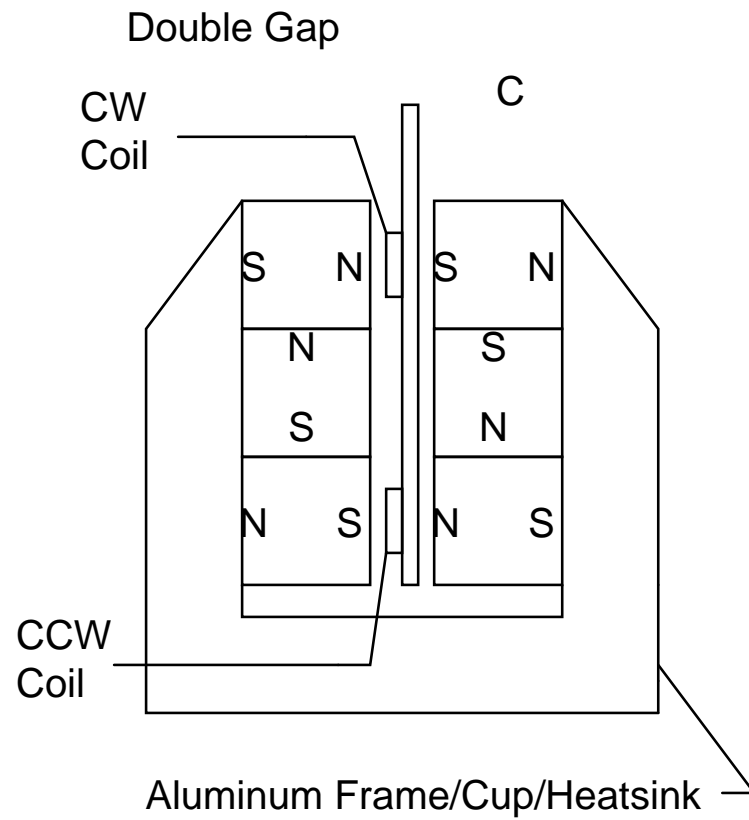 Double Gap
C
CW
Coil
S N S N
N S
S N
N S N S
CCW
Coil
Aluminum Frame/Cup/Heatsink